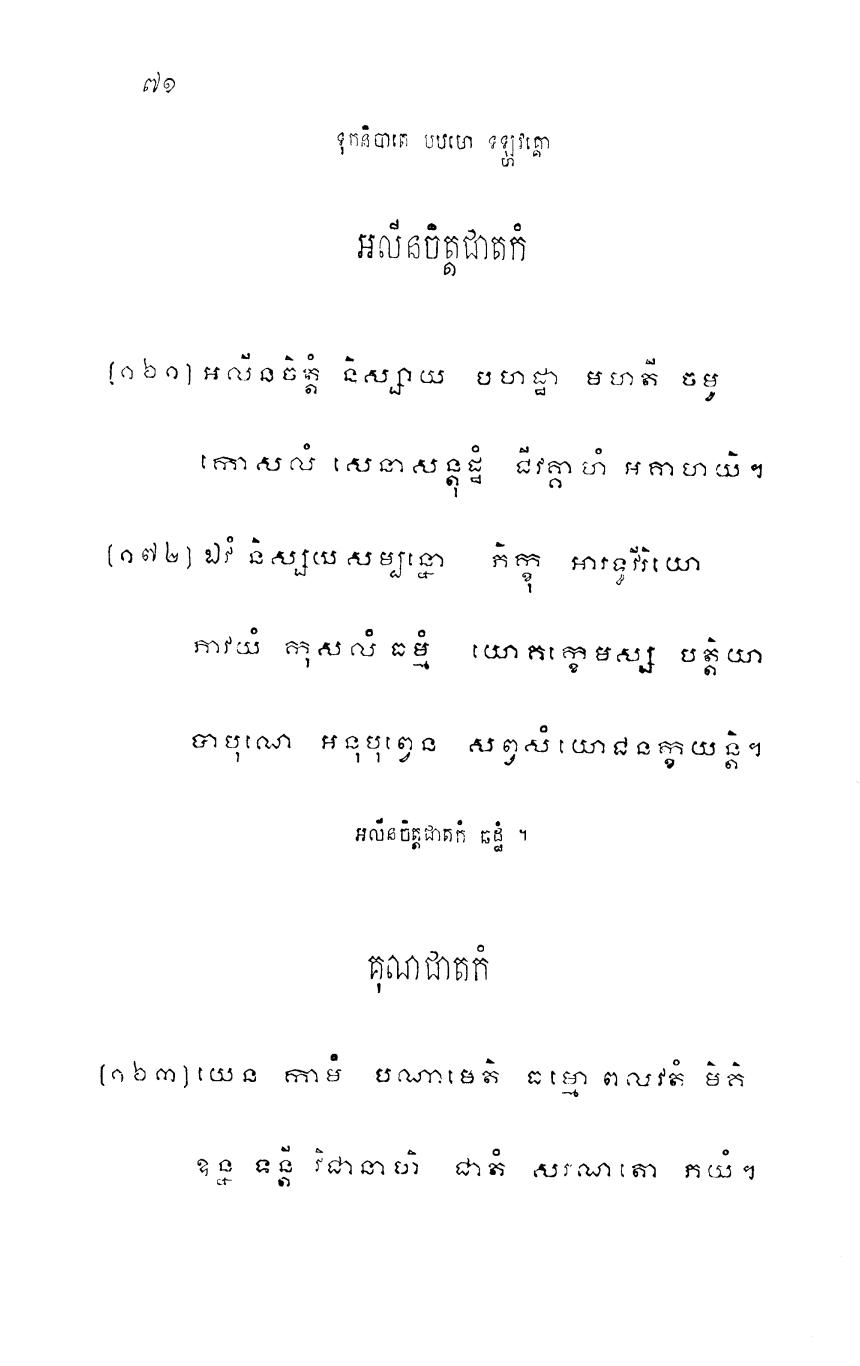 ៧១
ទុកនិបាតេ បឋមោ ទឡ្ហវគ្គោ
អលីនចិត្តជាតកំ
[១៦១] អលីនចិត្តំ និស្សាយ បហដ្ឋា មហតី ចមូ
កោសលំ សេនាសន្តុដ្ឋំ ជីវគ្គាហំ អគាហយិៗ
[១៧២] ឯវំ និស្សយសម្បន្នោ ភិក្ខុ អារទ្ធវីរិយោ
ភាវយំ កុសលំ ធម្មំ យោគក្ខេមស្ស បត្តិយា
បាបុណេ អនុបុព្វេន សព្វសំយោជនក្ខយន្តិៗ
អលីនចិត្តជាតកំ ឆដ្ឋំ ។
គុណជាតកំ
[១៦៣] យេន កាមំ បណាមេតិ ធម្មោ ពលវតំ មិគិ
ឧន្ន ទន្តី វិជានាហិ ជាតំ សរណតោ ភយំៗ